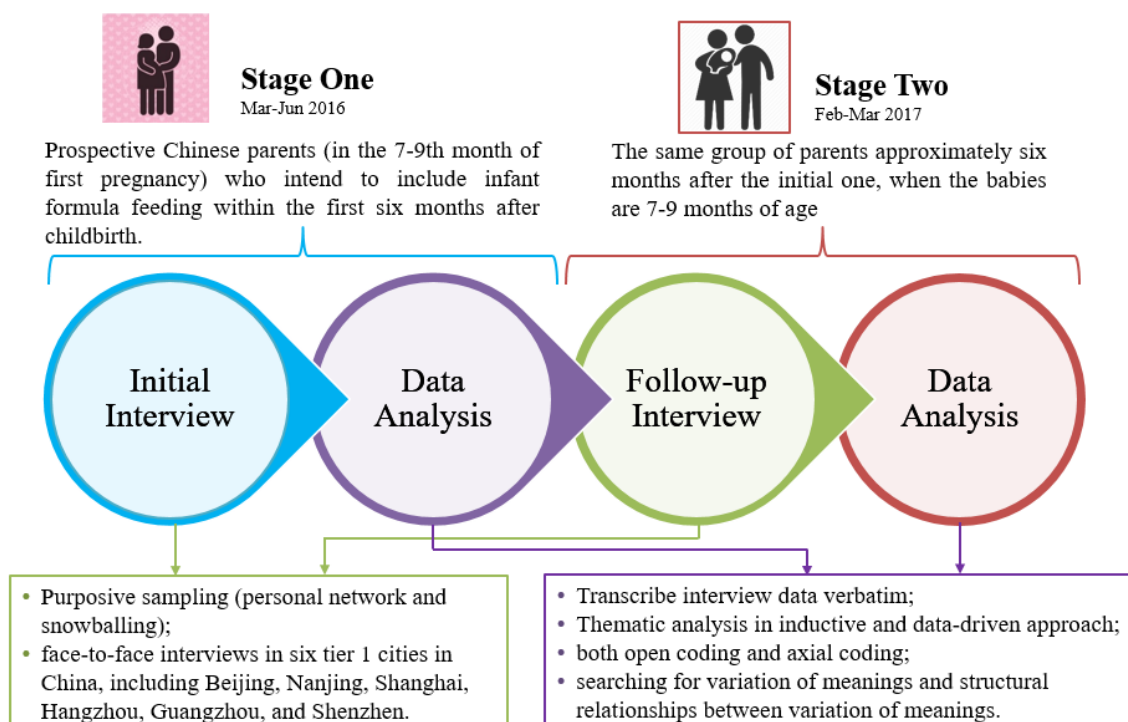 Stage One
Mar-Jun 2016
Prospective Chinese parents (in the 7-9th month of
first pregnancy) who intend to include infant
formula feeding within the first six months after
childbirth.
Stage Two
Feb-Mar 2017
The same group of parents approximately six
months after the initial one, when the babies
are 7-9 months of age
Initial
Interview
Data
Analysis
Follow-up
Interview
Data
Analysis
• Purposive sampling (personal network and
snowballing);
• face-to-face interviews in six tier 1 cities in
China, including Beijing, Nanjing, Shanghai,
Hangzhou, Guangzhou, and Shenzhen.
• Transcribe interview data verbatim;
• Thematic analysis in inductive and data-driven approach;
• both open coding and axial coding;
• searching for variation of meanings and structural
relationships between variation of meanings.